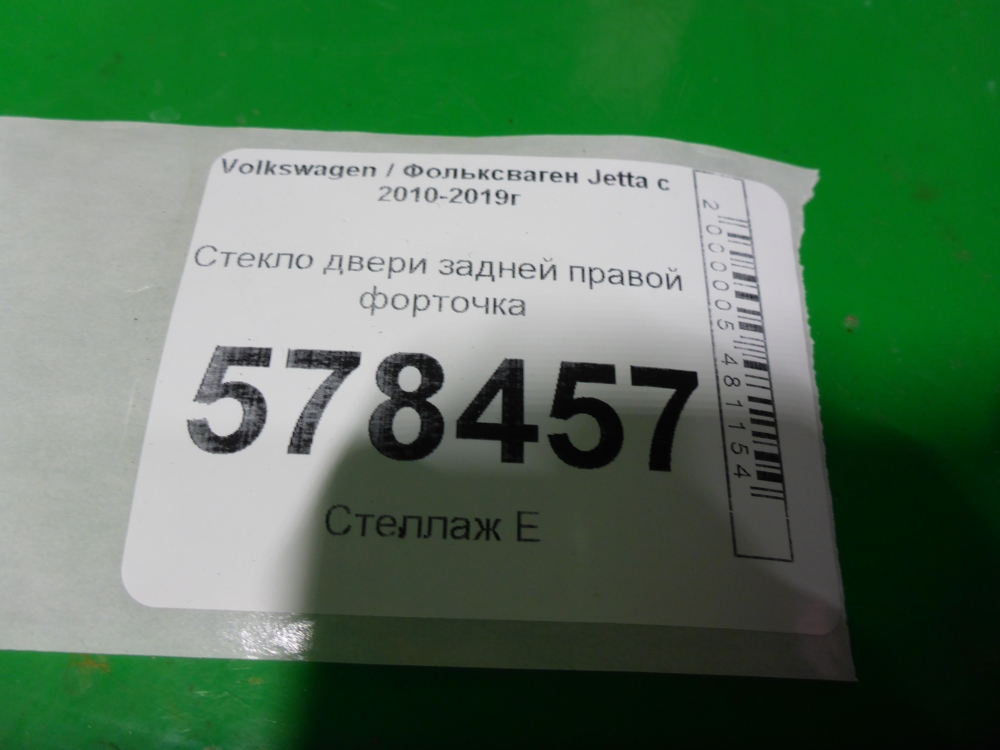 Volkswagen / Фольксваген Jetta с
2010-2019г
Стекло двери задней правой
форточка
578457
Стеллаж Е
2000005481154